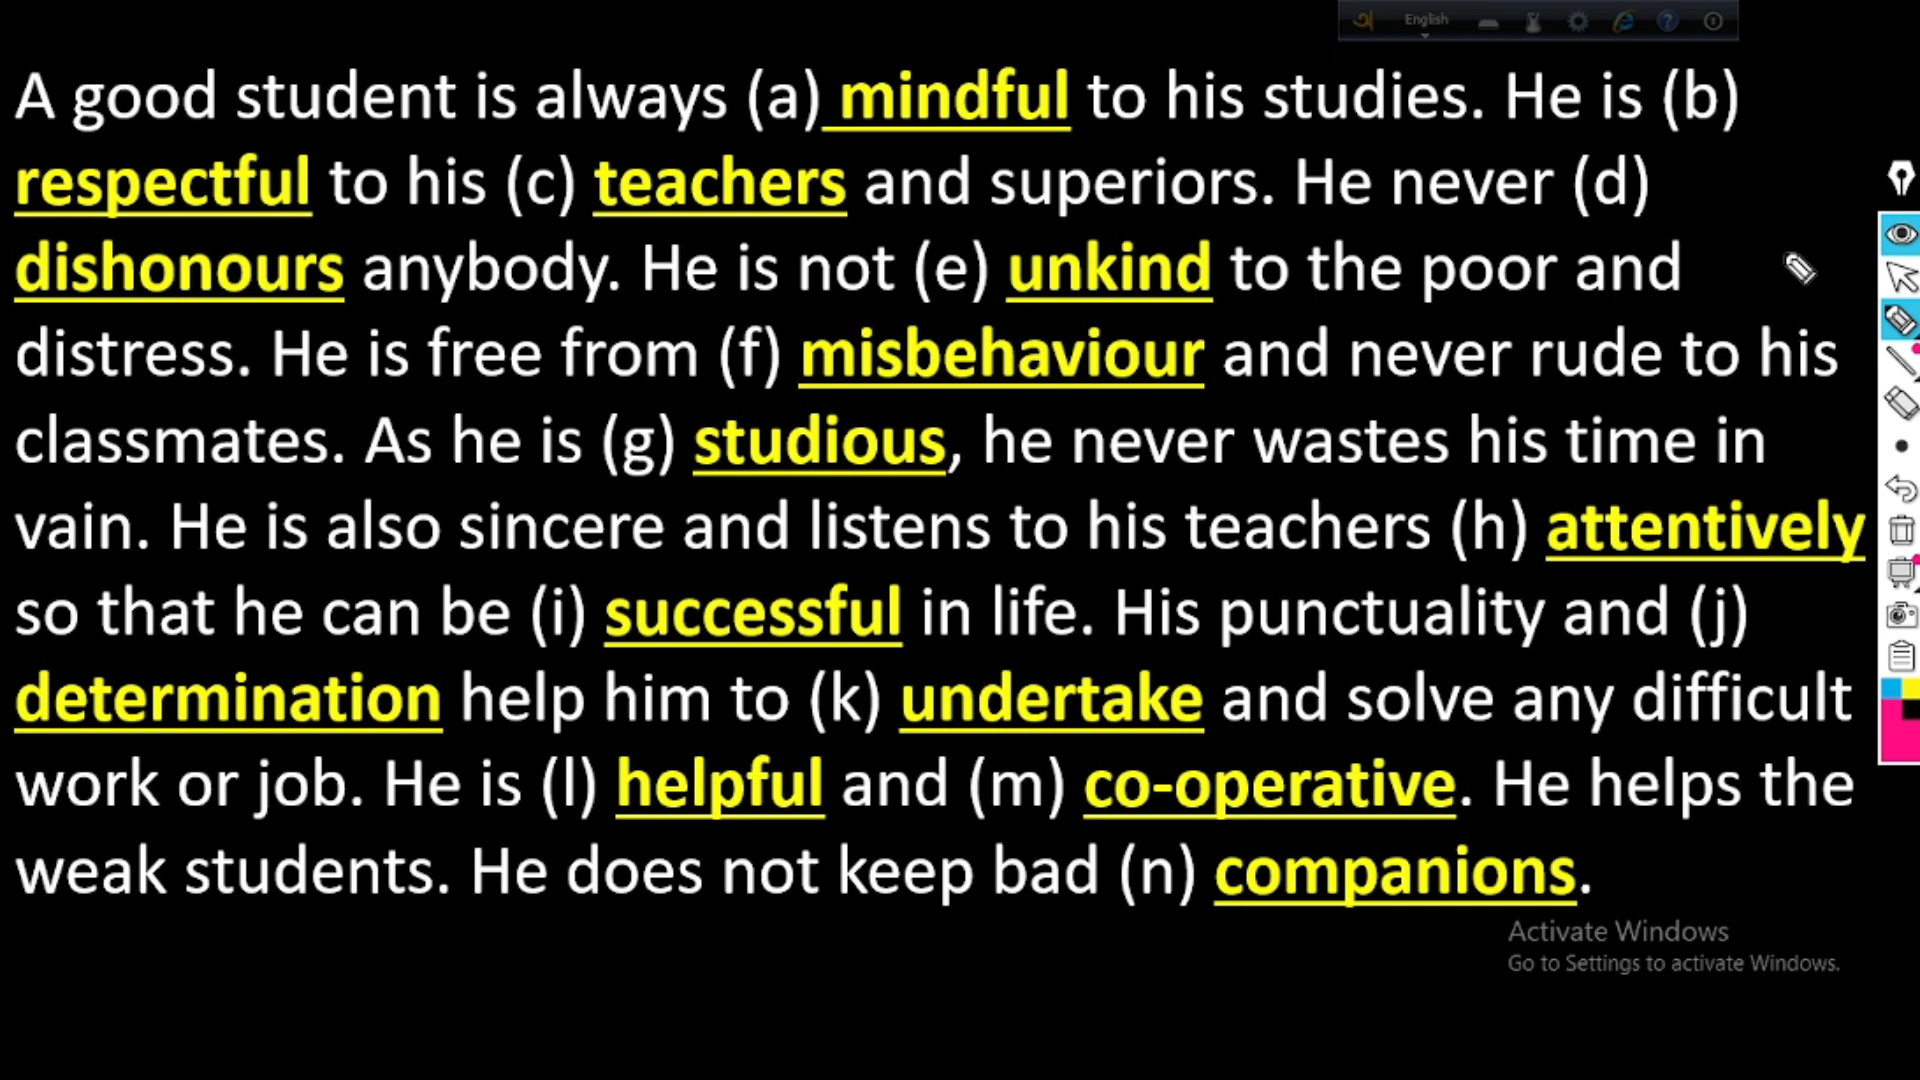 English
A good student is always (a) mindful to his studies. He is (b)
respectful to his (c) teachers and superiors. He never (d)
dishonours anybody. He is not (e) unkind to the poor and
distress. He is free from (f) misbehaviour and never rude to his
classmates. As he is (g) studious, he never wastes his time in
vain. He is also sincere and listens to his teachers (h) attentively
so that he can be (i) successful in life. His punctuality and (j)
determination help him to (k) undertake and solve any difficult
work or job. He is (l) helpful and (m) co-operative. He helps the
weak students. He does not keep bad (n) companions.
Activate Windows
Go to Settings to activate Windows.